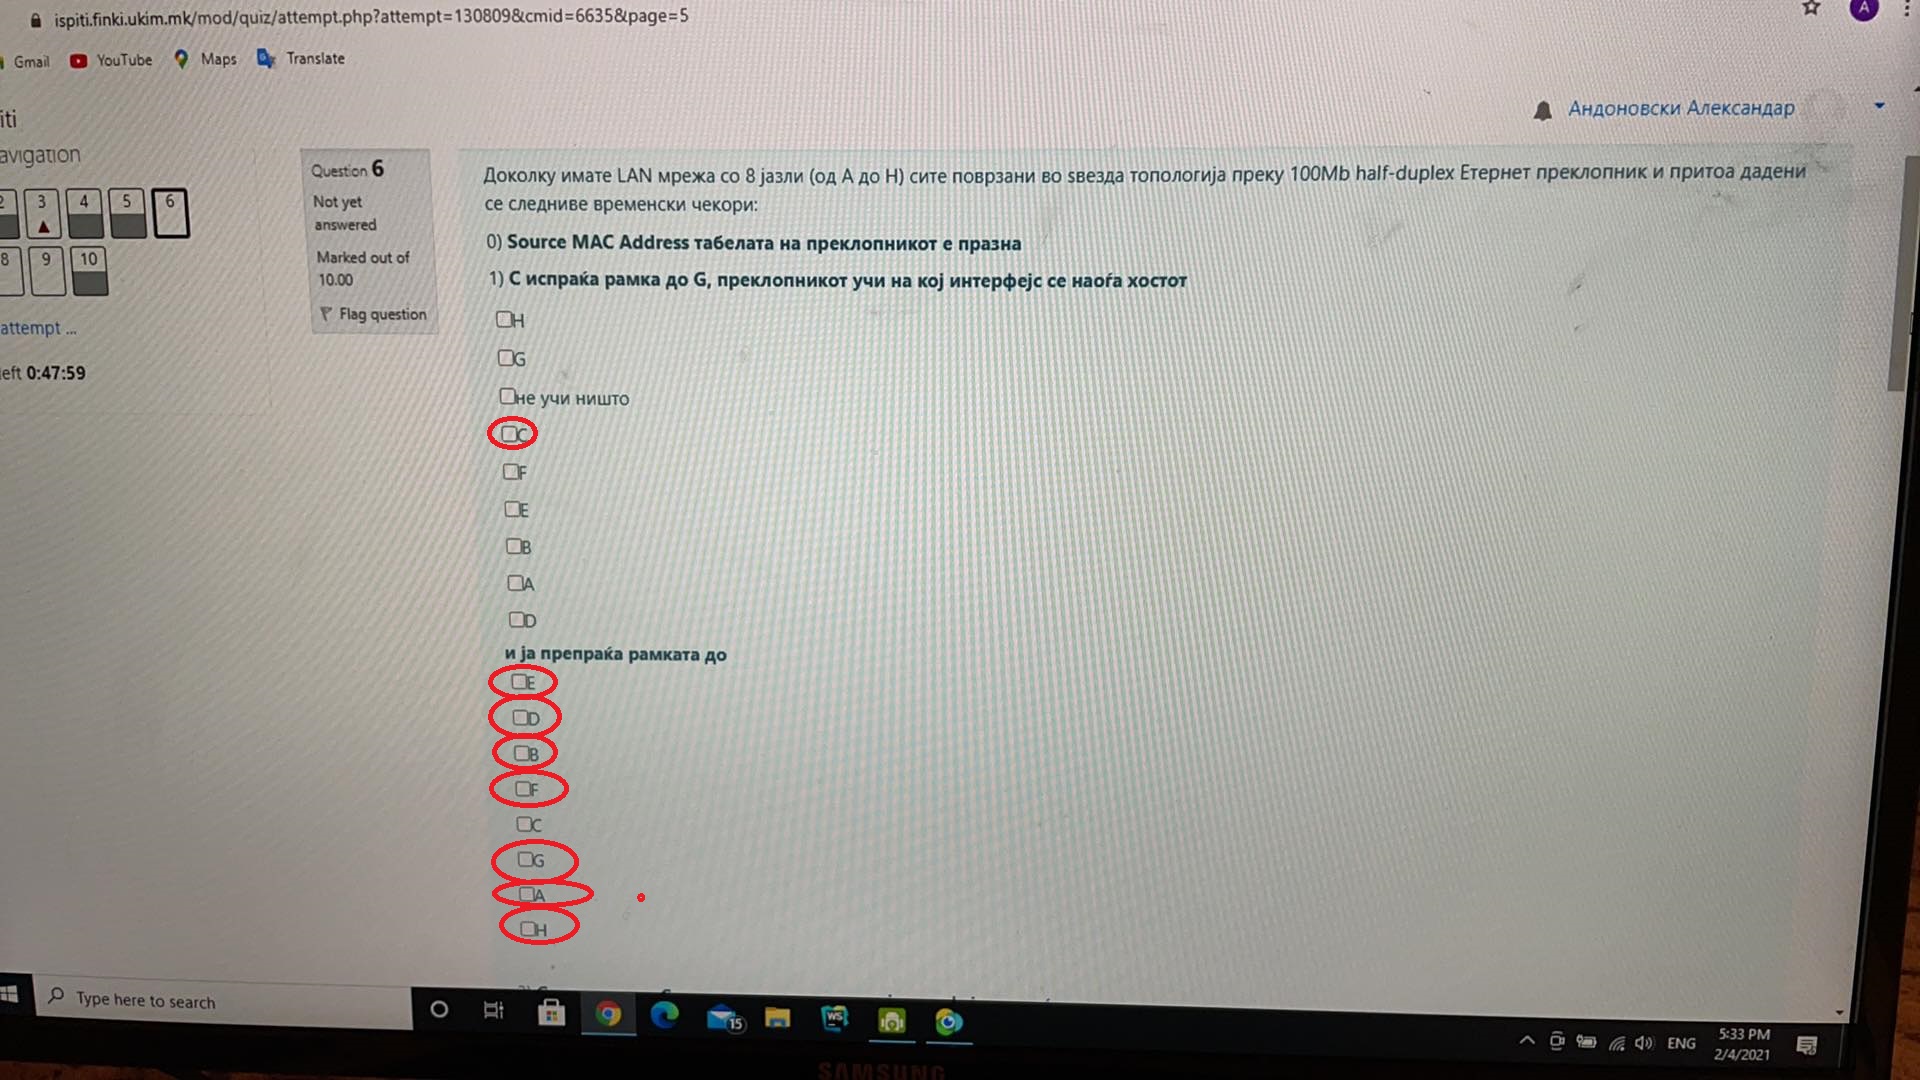 ispiti.finki.ukim.mk/mod/quiz/attempt.php?attempt=130809&cmid=6635&page=5
A
Gmail YouTube Maps Translate
iti
Андоновски Александар
avigation
2 3 4 5 6
8 9 10
attempt ...
left 0:47:59
Question 6
Not yet
answered
Marked out of
10.00
Flag question
Доколку имате LAN мрежа со 8 јазли (од A до H) сите поврзани во ѕвезда топологија преку 100Mb half-duplex Етернет преклопник и притоа дадени
се следниве временски чекори:
0) Source MAC Address табелата на преклопникот е празна
1) C испраќа рамка до G, преклопникот учи на кој интерфејс се наоѓа хостот
H
G
не учи ништо
C
F
E
B
A
D
и ја препраќа рамката до
E
D
B
F
C
G
A
H
Type here to search
15
WS
ENG
5:33 PM
2/4/2021
SAMSUNG